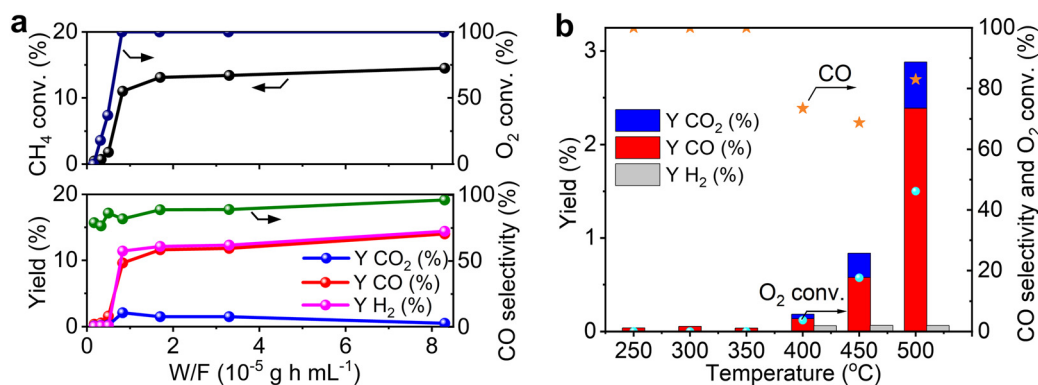 a
CH₄ conv. (%)
20
10
0
100
50
0
O₂ conv. (%)
Yield (%)
20
10
0
Y CO₂ (%)
Y CO (%)
Y H₂ (%)
100
50
0
CO selectivity (%)
0 2 4 6 8
W/F (10⁻⁵ g h mL⁻¹)
b
Yield (%)
3
2
1
0
CO
Y CO₂ (%)
Y CO (%)
Y H₂ (%)
O₂ conv.
100
80
60
40
20
0
CO selectivity and O₂ conv. (%)
250 300 350 400 450 500
Temperature (°C)